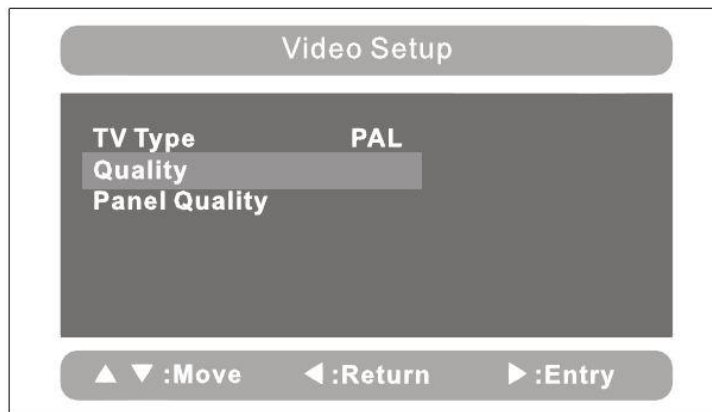 Video Setup
TV Type PAL
Quality
Panel Quality
▲ ▼ :Move ◀ :Return ▶ :Entry